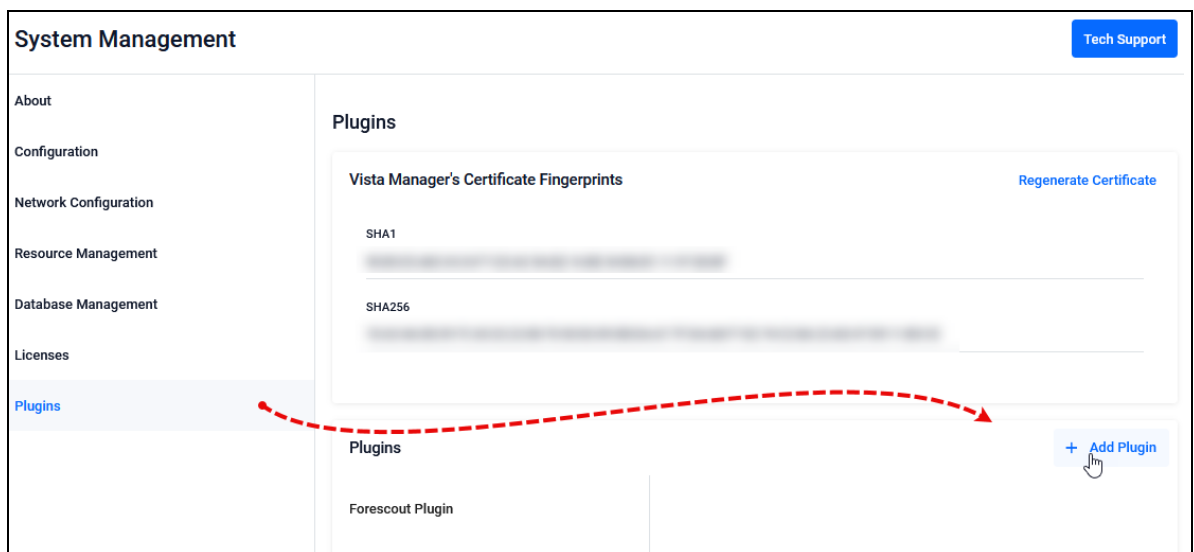 System Management
Tech Support
About
Configuration
Network Configuration
Resource Management
Database Management
Licenses
Plugins
Plugins
Vista Manager's Certificate Fingerprints
Regenerate Certificate
SHA1
SHA256
Plugins
+ Add Plugin
Forescout Plugin